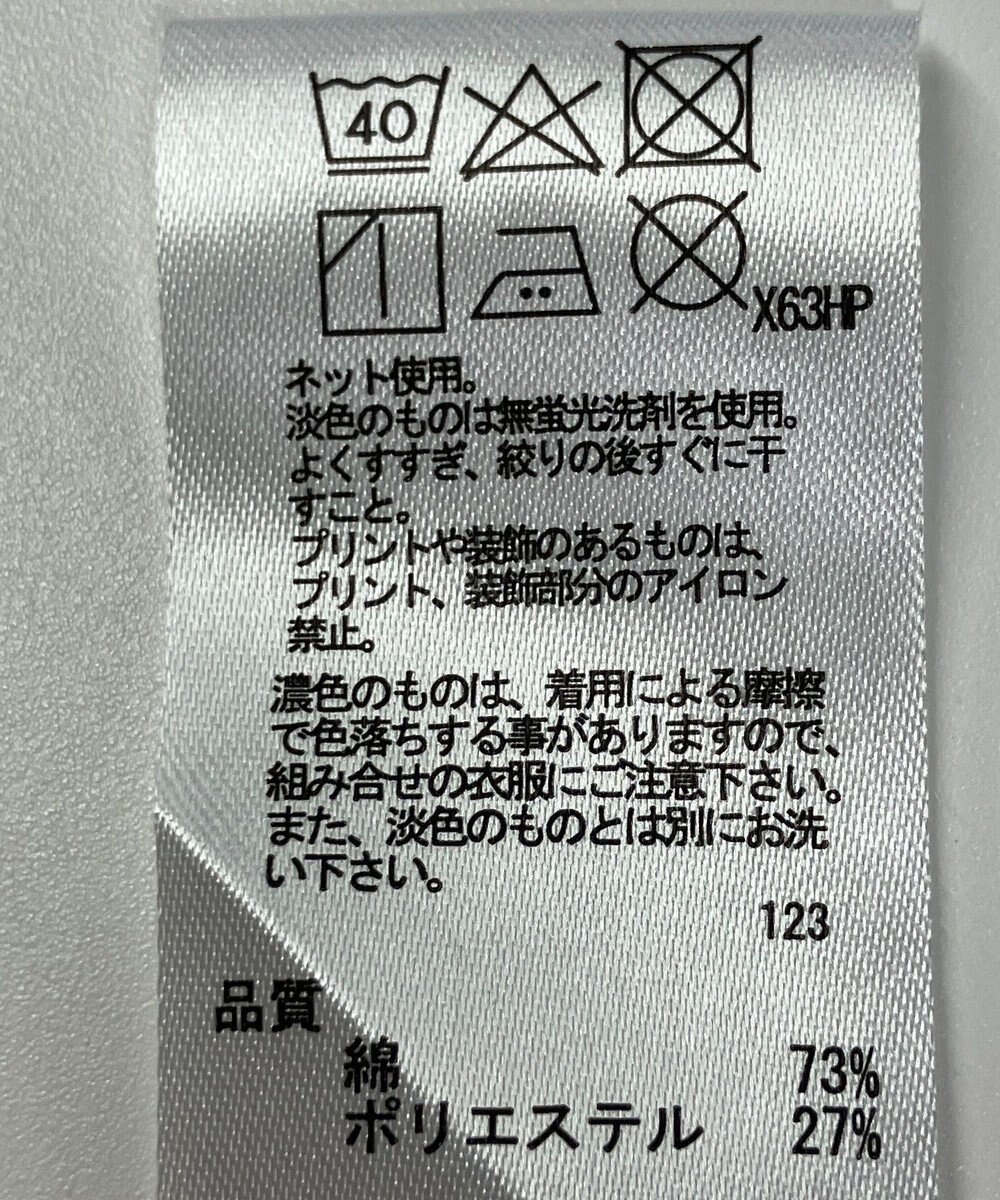 40
X63HP
ネット使用。
淡色のものは無蛍光洗剤を使用。
よくすすぎ、絞りの後すぐに干
すこと。
プリントや装飾のあるものは、
プリント、装飾部分のアイロン
禁止。
濃色のものは、着用による摩擦
で色落ちする事がありますので、
組み合せの衣服にご注意下さい。
また、淡色のものとは別にお洗
い下さい。
123
品質
綿 73%
ポリエステル 27%